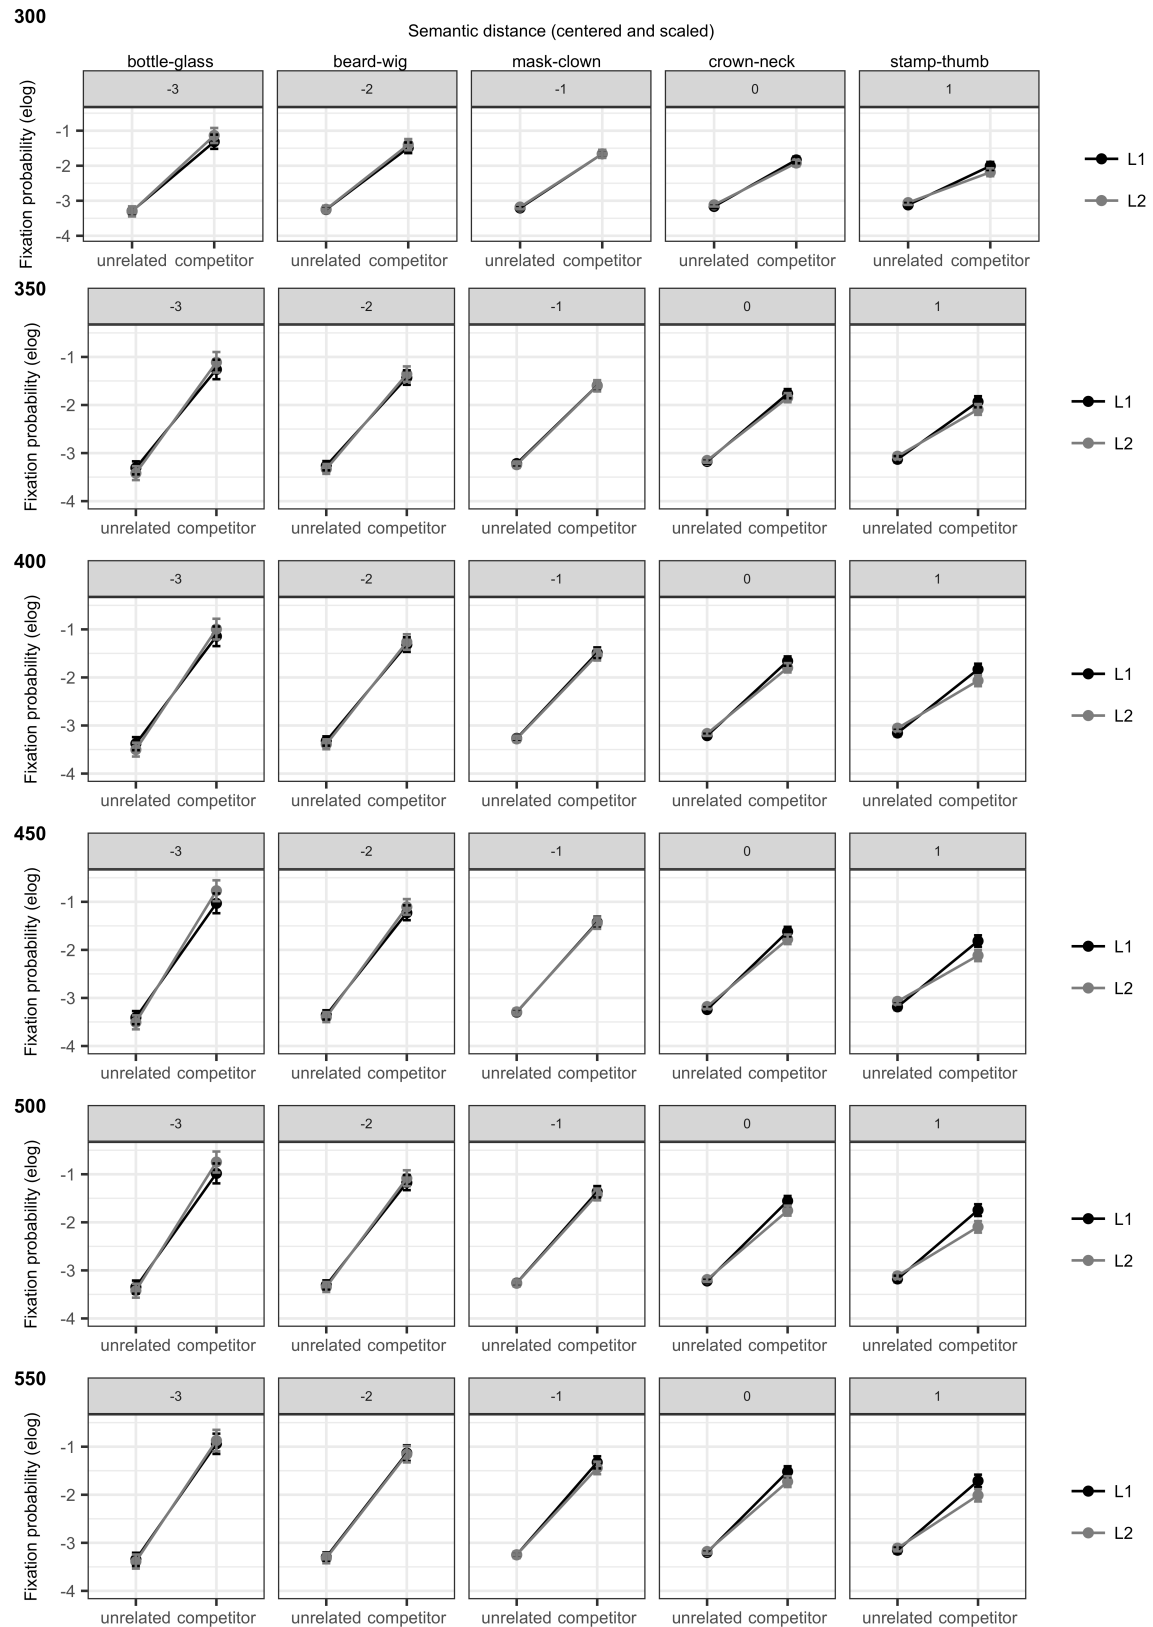 300
Semantic distance (centered and scaled)
bottle-glass beard-wig mask-clown crown-neck stamp-thumb
-3 -2 -1 0 1
Fixation probability (elog)
-1
-2
-3
-4
unrelated competitor unrelated competitor unrelated competitor unrelated competitor unrelated competitor
L1
L2
350
-3 -2 -1 0 1
Fixation probability (elog)
-1
-2
-3
-4
unrelated competitor unrelated competitor unrelated competitor unrelated competitor unrelated competitor
L1
L2
400
-3 -2 -1 0 1
Fixation probability (elog)
-1
-2
-3
-4
unrelated competitor unrelated competitor unrelated competitor unrelated competitor unrelated competitor
L1
L2
450
-3 -2 -1 0 1
Fixation probability (elog)
-1
-2
-3
-4
unrelated competitor unrelated competitor unrelated competitor unrelated competitor unrelated competitor
L1
L2
500
-3 -2 -1 0 1
Fixation probability (elog)
-1
-2
-3
-4
unrelated competitor unrelated competitor unrelated competitor unrelated competitor unrelated competitor
L1
L2
550
-3 -2 -1 0 1
Fixation probability (elog)
-1
-2
-3
-4
unrelated competitor unrelated competitor unrelated competitor unrelated competitor unrelated competitor
L1
L2